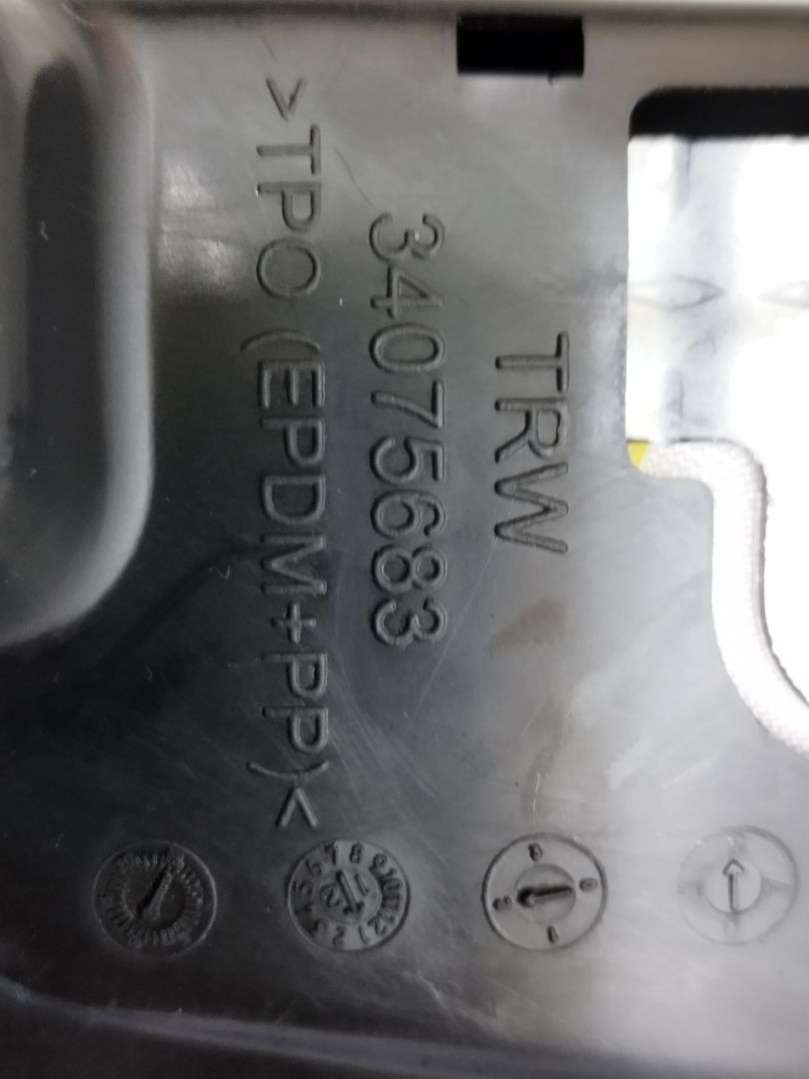 TRW
34075683
>TPO(EPDM+PP)<